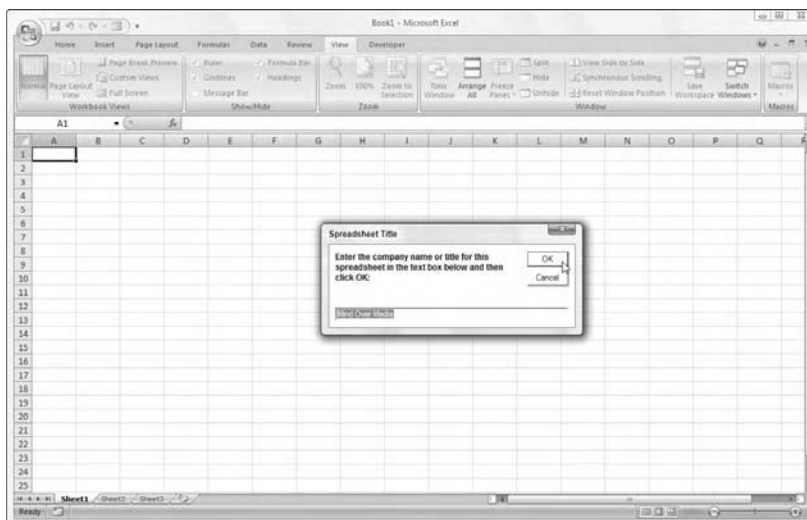 Book1 - Microsoft Excel
Home Insert Page Layout Formulas Data Review View Developer
Normal Page Layout View
Page Break Preview
Custom Views
Full Screen
Workbook Views
Ruler
Gridlines
Message Bar
Formula Bar
Headings
Show/Hide
Zoom 100% Zoom to Selection
Zoom
New Window Arrange All Freeze Panes
Split
Hide
Unhide
View Side by Side
Synchronous Scrolling
Reset Window Position
Save Workspace Switch Windows
Window
Macros
Macros
A1 fx
A B C D E F G H I J K L M N O P Q R
1
2
3
4
5
6
7
8
9
10
11
12
13
14
15
16
17
18
19
20
21
22
23
24
25
Spreadsheet Title
Enter the company name or title for this
spreadsheet in the text box below and then
click OK:
OK
Cancel
Mind Over Media
Sheet1 Sheet2 Sheet3
Ready